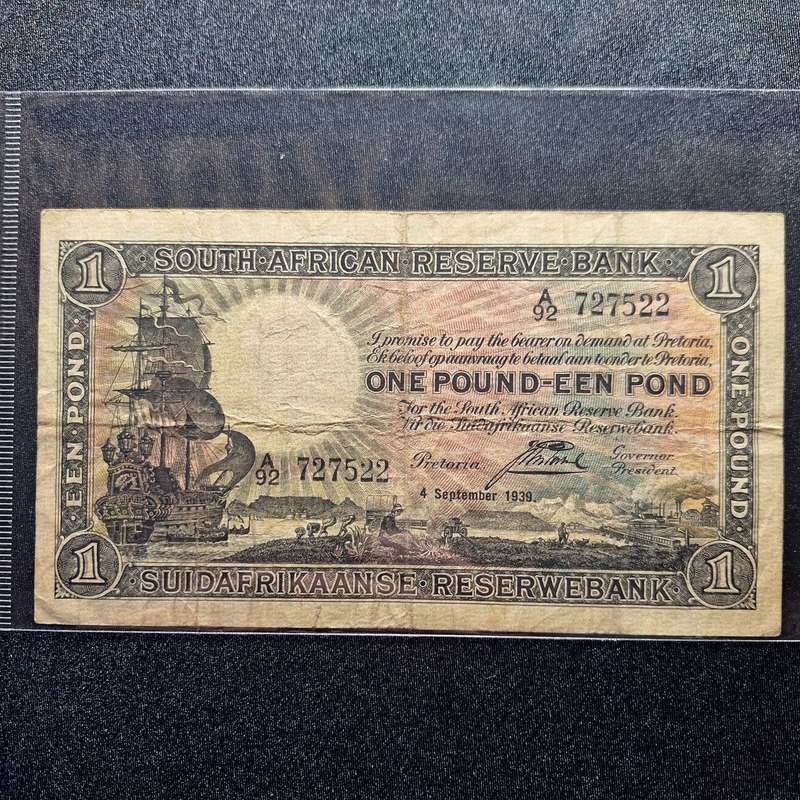 1 SOUTH·AFRICAN·RESERVE·BANK· 1
A/92 727522
I promise to pay the bearer on demand at Pretoria,
Ek beloof op aanvraag te betaal aan toonder te Pretoria,
ONE POUND-EEN POND
For the South African Reserve Bank.
Vir die Suidafrikaanse Reserwebank.
A/92 727522
Pretoria
Governor
President.
4 September 1939.
·EEN·POND·
·ONE·POUND·
1 ·SUIDAFRIKAANSE·RESERWEBANK· 1